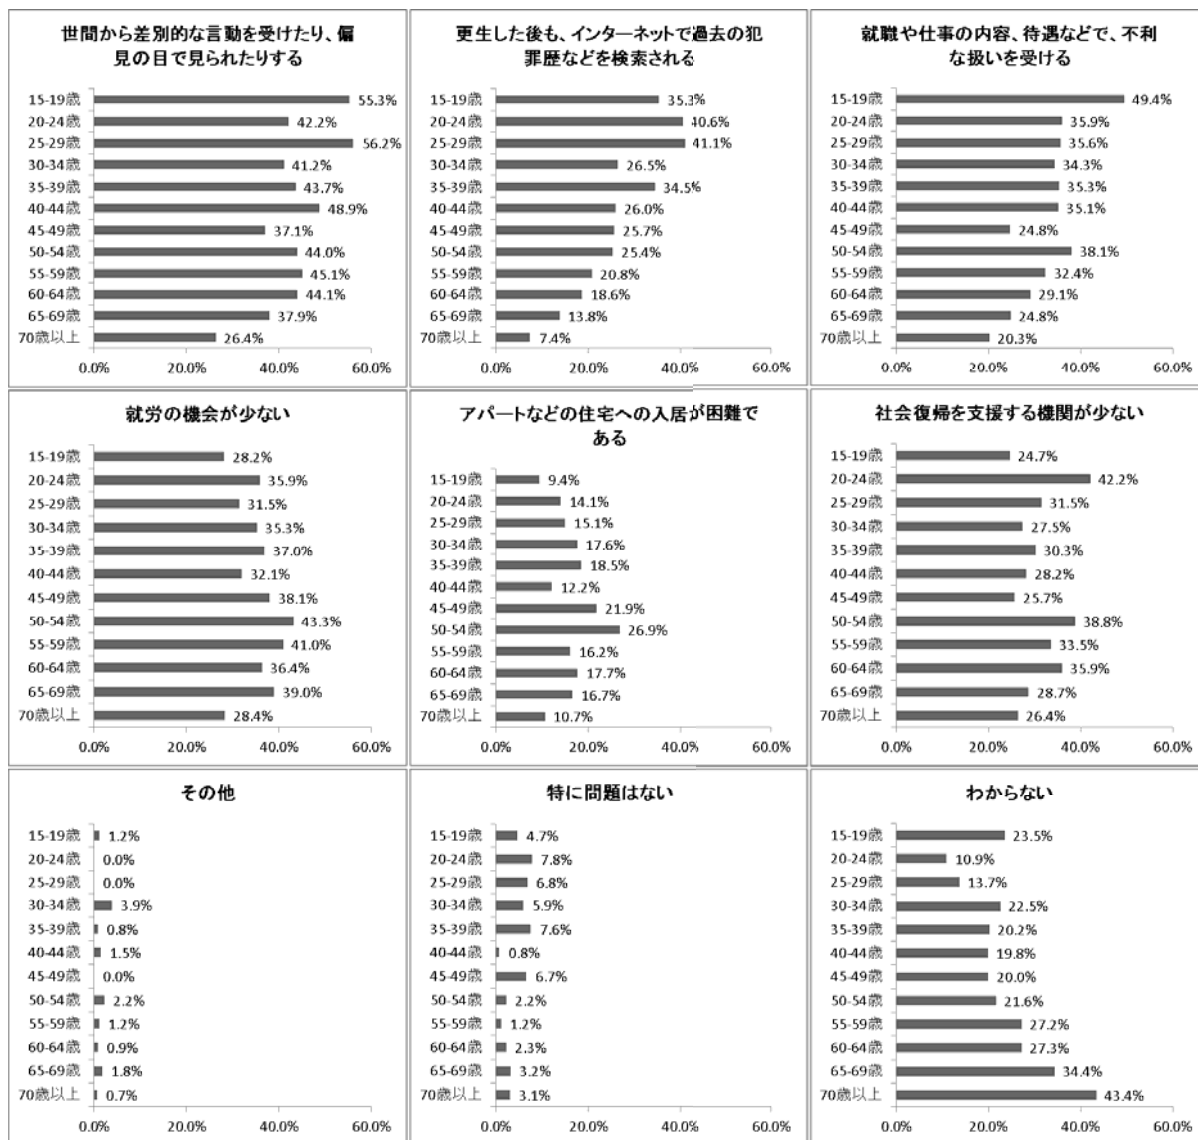 世間から差別的な言動を受けたり、偏
見の目で見られたりする
15-19歳 55.3%
20-24歳 42.2%
25-29歳 56.2%
30-34歳 41.2%
35-39歳 43.7%
40-44歳 48.9%
45-49歳 37.1%
50-54歳 44.0%
55-59歳 45.1%
60-64歳 44.1%
65-69歳 37.9%
70歳以上 26.4%
0.0% 20.0% 40.0% 60.0%
更生した後も、インターネットで過去の犯
罪歴などを検索される
15-19歳 35.3%
20-24歳 40.6%
25-29歳 41.1%
30-34歳 26.5%
35-39歳 34.5%
40-44歳 26.0%
45-49歳 25.7%
50-54歳 25.4%
55-59歳 20.8%
60-64歳 18.6%
65-69歳 13.8%
70歳以上 7.4%
0.0% 20.0% 40.0% 60.0%
就職や仕事の内容、待遇などで、不利
な扱いを受ける
15-19歳 49.4%
20-24歳 35.9%
25-29歳 35.6%
30-34歳 34.3%
35-39歳 35.3%
40-44歳 35.1%
45-49歳 24.8%
50-54歳 38.1%
55-59歳 32.4%
60-64歳 29.1%
65-69歳 24.8%
70歳以上 20.3%
0.0% 20.0% 40.0% 60.0%
就労の機会が少ない
15-19歳 28.2%
20-24歳 35.9%
25-29歳 31.5%
30-34歳 35.3%
35-39歳 37.0%
40-44歳 32.1%
45-49歳 38.1%
50-54歳 43.3%
55-59歳 41.0%
60-64歳 36.4%
65-69歳 39.0%
70歳以上 28.4%
0.0% 20.0% 40.0% 60.0%
アパートなどの住宅への入居が困難で
ある
15-19歳 9.4%
20-24歳 14.1%
25-29歳 15.1%
30-34歳 17.6%
35-39歳 18.5%
40-44歳 12.2%
45-49歳 21.9%
50-54歳 26.9%
55-59歳 16.2%
60-64歳 17.7%
65-69歳 16.7%
70歳以上 10.7%
0.0% 20.0% 40.0% 60.0%
社会復帰を支援する機関が少ない
15-19歳 24.7%
20-24歳 42.2%
25-29歳 31.5%
30-34歳 27.5%
35-39歳 30.3%
40-44歳 28.2%
45-49歳 25.7%
50-54歳 38.8%
55-59歳 33.5%
60-64歳 35.9%
65-69歳 28.7%
70歳以上 26.4%
0.0% 20.0% 40.0% 60.0%
その他
15-19歳 1.2%
20-24歳 0.0%
25-29歳 0.0%
30-34歳 3.9%
35-39歳 0.8%
40-44歳 1.5%
45-49歳 0.0%
50-54歳 2.2%
55-59歳 1.2%
60-64歳 0.9%
65-69歳 1.8%
70歳以上 0.7%
0.0% 20.0% 40.0% 60.0%
特に問題はない
15-19歳 4.7%
20-24歳 7.8%
25-29歳 6.8%
30-34歳 5.9%
35-39歳 7.6%
40-44歳 0.8%
45-49歳 6.7%
50-54歳 2.2%
55-59歳 1.2%
60-64歳 2.3%
65-69歳 3.2%
70歳以上 3.1%
0.0% 20.0% 40.0% 60.0%
わからない
15-19歳 23.5%
20-24歳 10.9%
25-29歳 13.7%
30-34歳 22.5%
35-39歳 20.2%
40-44歳 19.8%
45-49歳 20.0%
50-54歳 21.6%
55-59歳 27.2%
60-64歳 27.3%
65-69歳 34.4%
70歳以上 43.4%
0.0% 20.0% 40.0% 60.0%